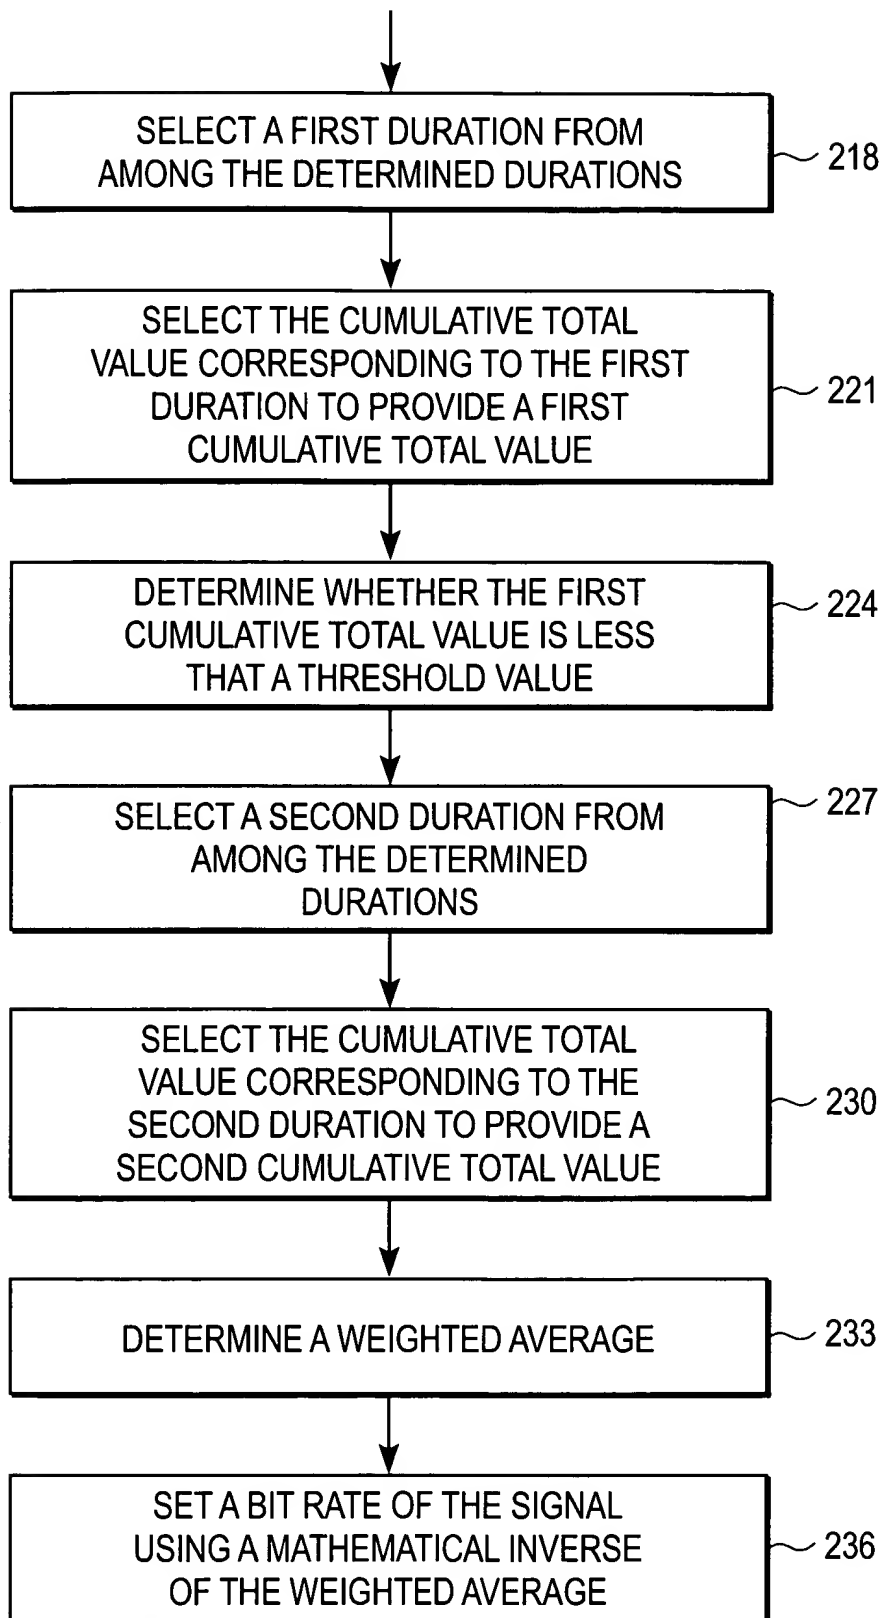 SELECT A FIRST DURATION FROM
AMONG THE DETERMINED DURATIONS
218
SELECT THE CUMULATIVE TOTAL
VALUE CORRESPONDING TO THE FIRST
DURATION TO PROVIDE A FIRST
CUMULATIVE TOTAL VALUE
221
DETERMINE WHETHER THE FIRST
CUMULATIVE TOTAL VALUE IS LESS
THAT A THRESHOLD VALUE
224
SELECT A SECOND DURATION FROM
AMONG THE DETERMINED
DURATIONS
227
SELECT THE CUMULATIVE TOTAL
VALUE CORRESPONDING TO THE
SECOND DURATION TO PROVIDE A
SECOND CUMULATIVE TOTAL VALUE
230
DETERMINE A WEIGHTED AVERAGE
233
SET A BIT RATE OF THE SIGNAL
USING A MATHEMATICAL INVERSE
OF THE WEIGHTED AVERAGE
236